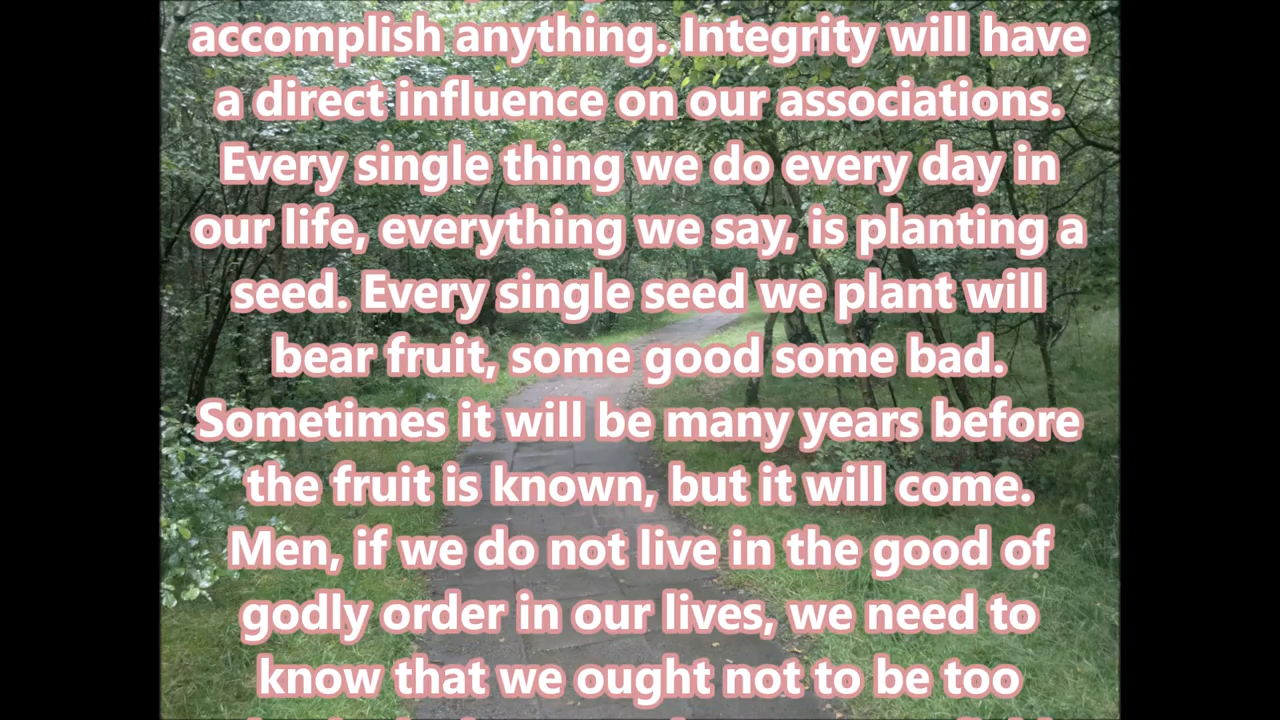 accomplish anything. Integrity will have
a direct influence on our associations.
Every single thing we do every day in
our life, everything we say, is planting a
seed. Every single seed we plant will
bear fruit, some good some bad.
Sometimes it will be many years before
the fruit is known, but it will come.
Men, if we do not live in the good of
godly order in our lives, we need to
know that we ought not to be too